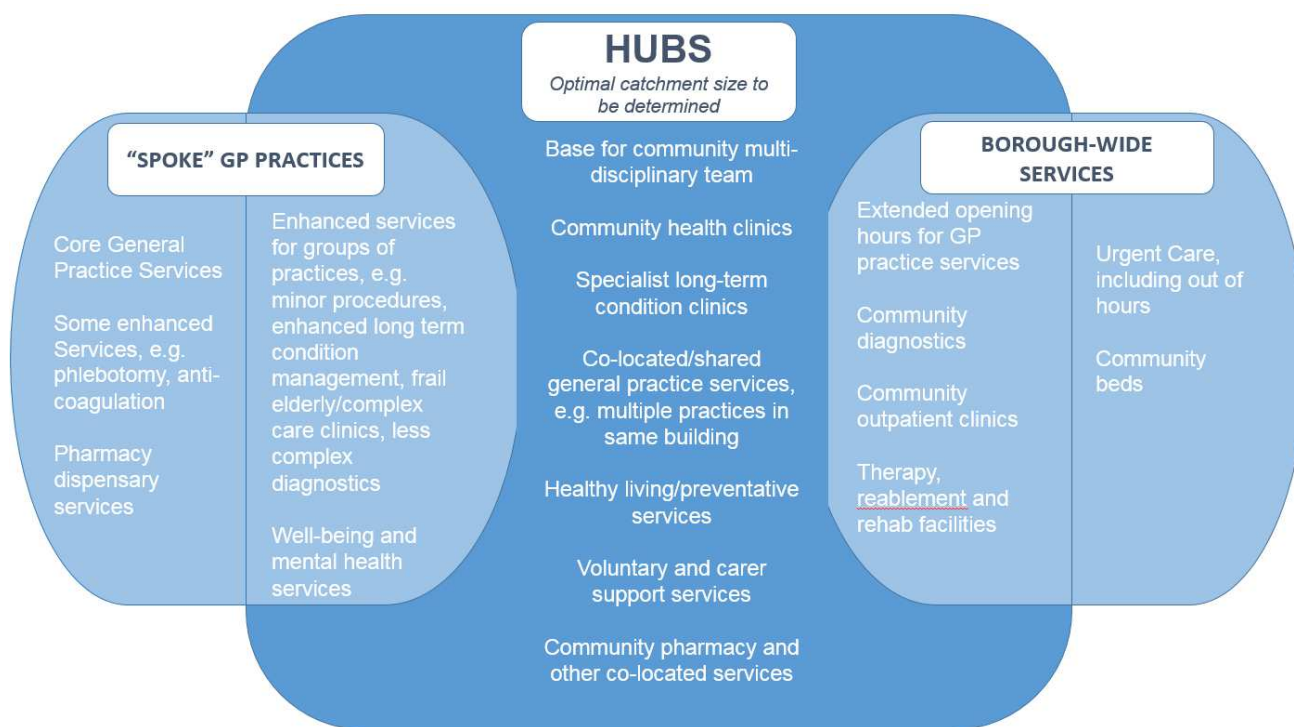 HUBS
Optimal catchment size to
be determined
“SPOKE” GP PRACTICES
Core General
Practice Services
Some enhanced
Services, e.g.
phlebotomy, anti-
coagulation
Pharmacy
dispensary
services
Enhanced services
for groups of
practices, e.g.
minor procedures,
enhanced long term
condition
management, frail
elderly/complex
care clinics, less
complex
diagnostics
Well-being and
mental health
services
Base for community multi-
disciplinary team
Community health clinics
Specialist long-term
condition clinics
Co-located/shared
general practice services,
e.g. multiple practices in
same building
Healthy living/preventative
services
Voluntary and carer
support services
Community pharmacy and
other co-located services
BOROUGH-WIDE
SERVICES
Extended opening
hours for GP
practice services
Community
diagnostics
Community
outpatient clinics
Therapy,
reablement and
rehab facilities
Urgent Care,
including out of
hours
Community
beds